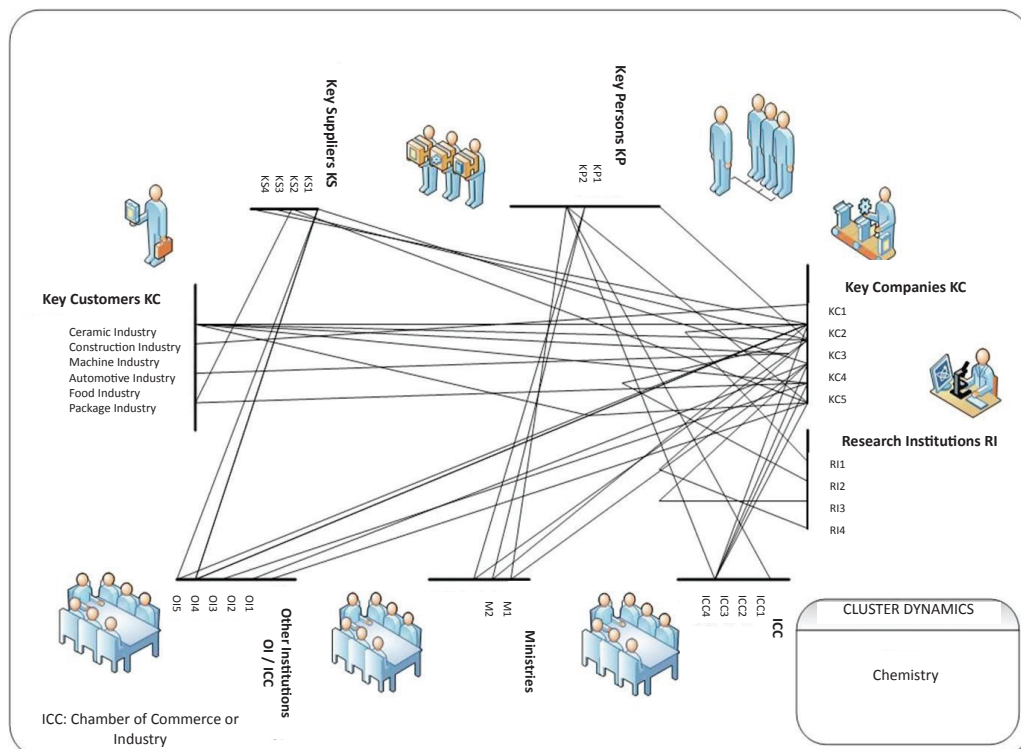 Key Suppliers KS
KS1
KS2
KS3
KS4
Key Persons KP
KP1
KP2
Key Customers KC
Ceramic Industry
Construction Industry
Machine Industry
Automotive Industry
Food Industry
Package Industry
Key Companies KC
KC1
KC2
KC3
KC4
KC5
Research Institutions RI
RI1
RI2
RI3
RI4
Other Institutions
OI / ICC
OI1
OI2
OI3
OI4
OI5
Ministries
M1
M2
ICC
ICC1
ICC2
ICC3
ICC4
CLUSTER DYNAMICS
Chemistry
ICC: Chamber of Commerce or
Industry